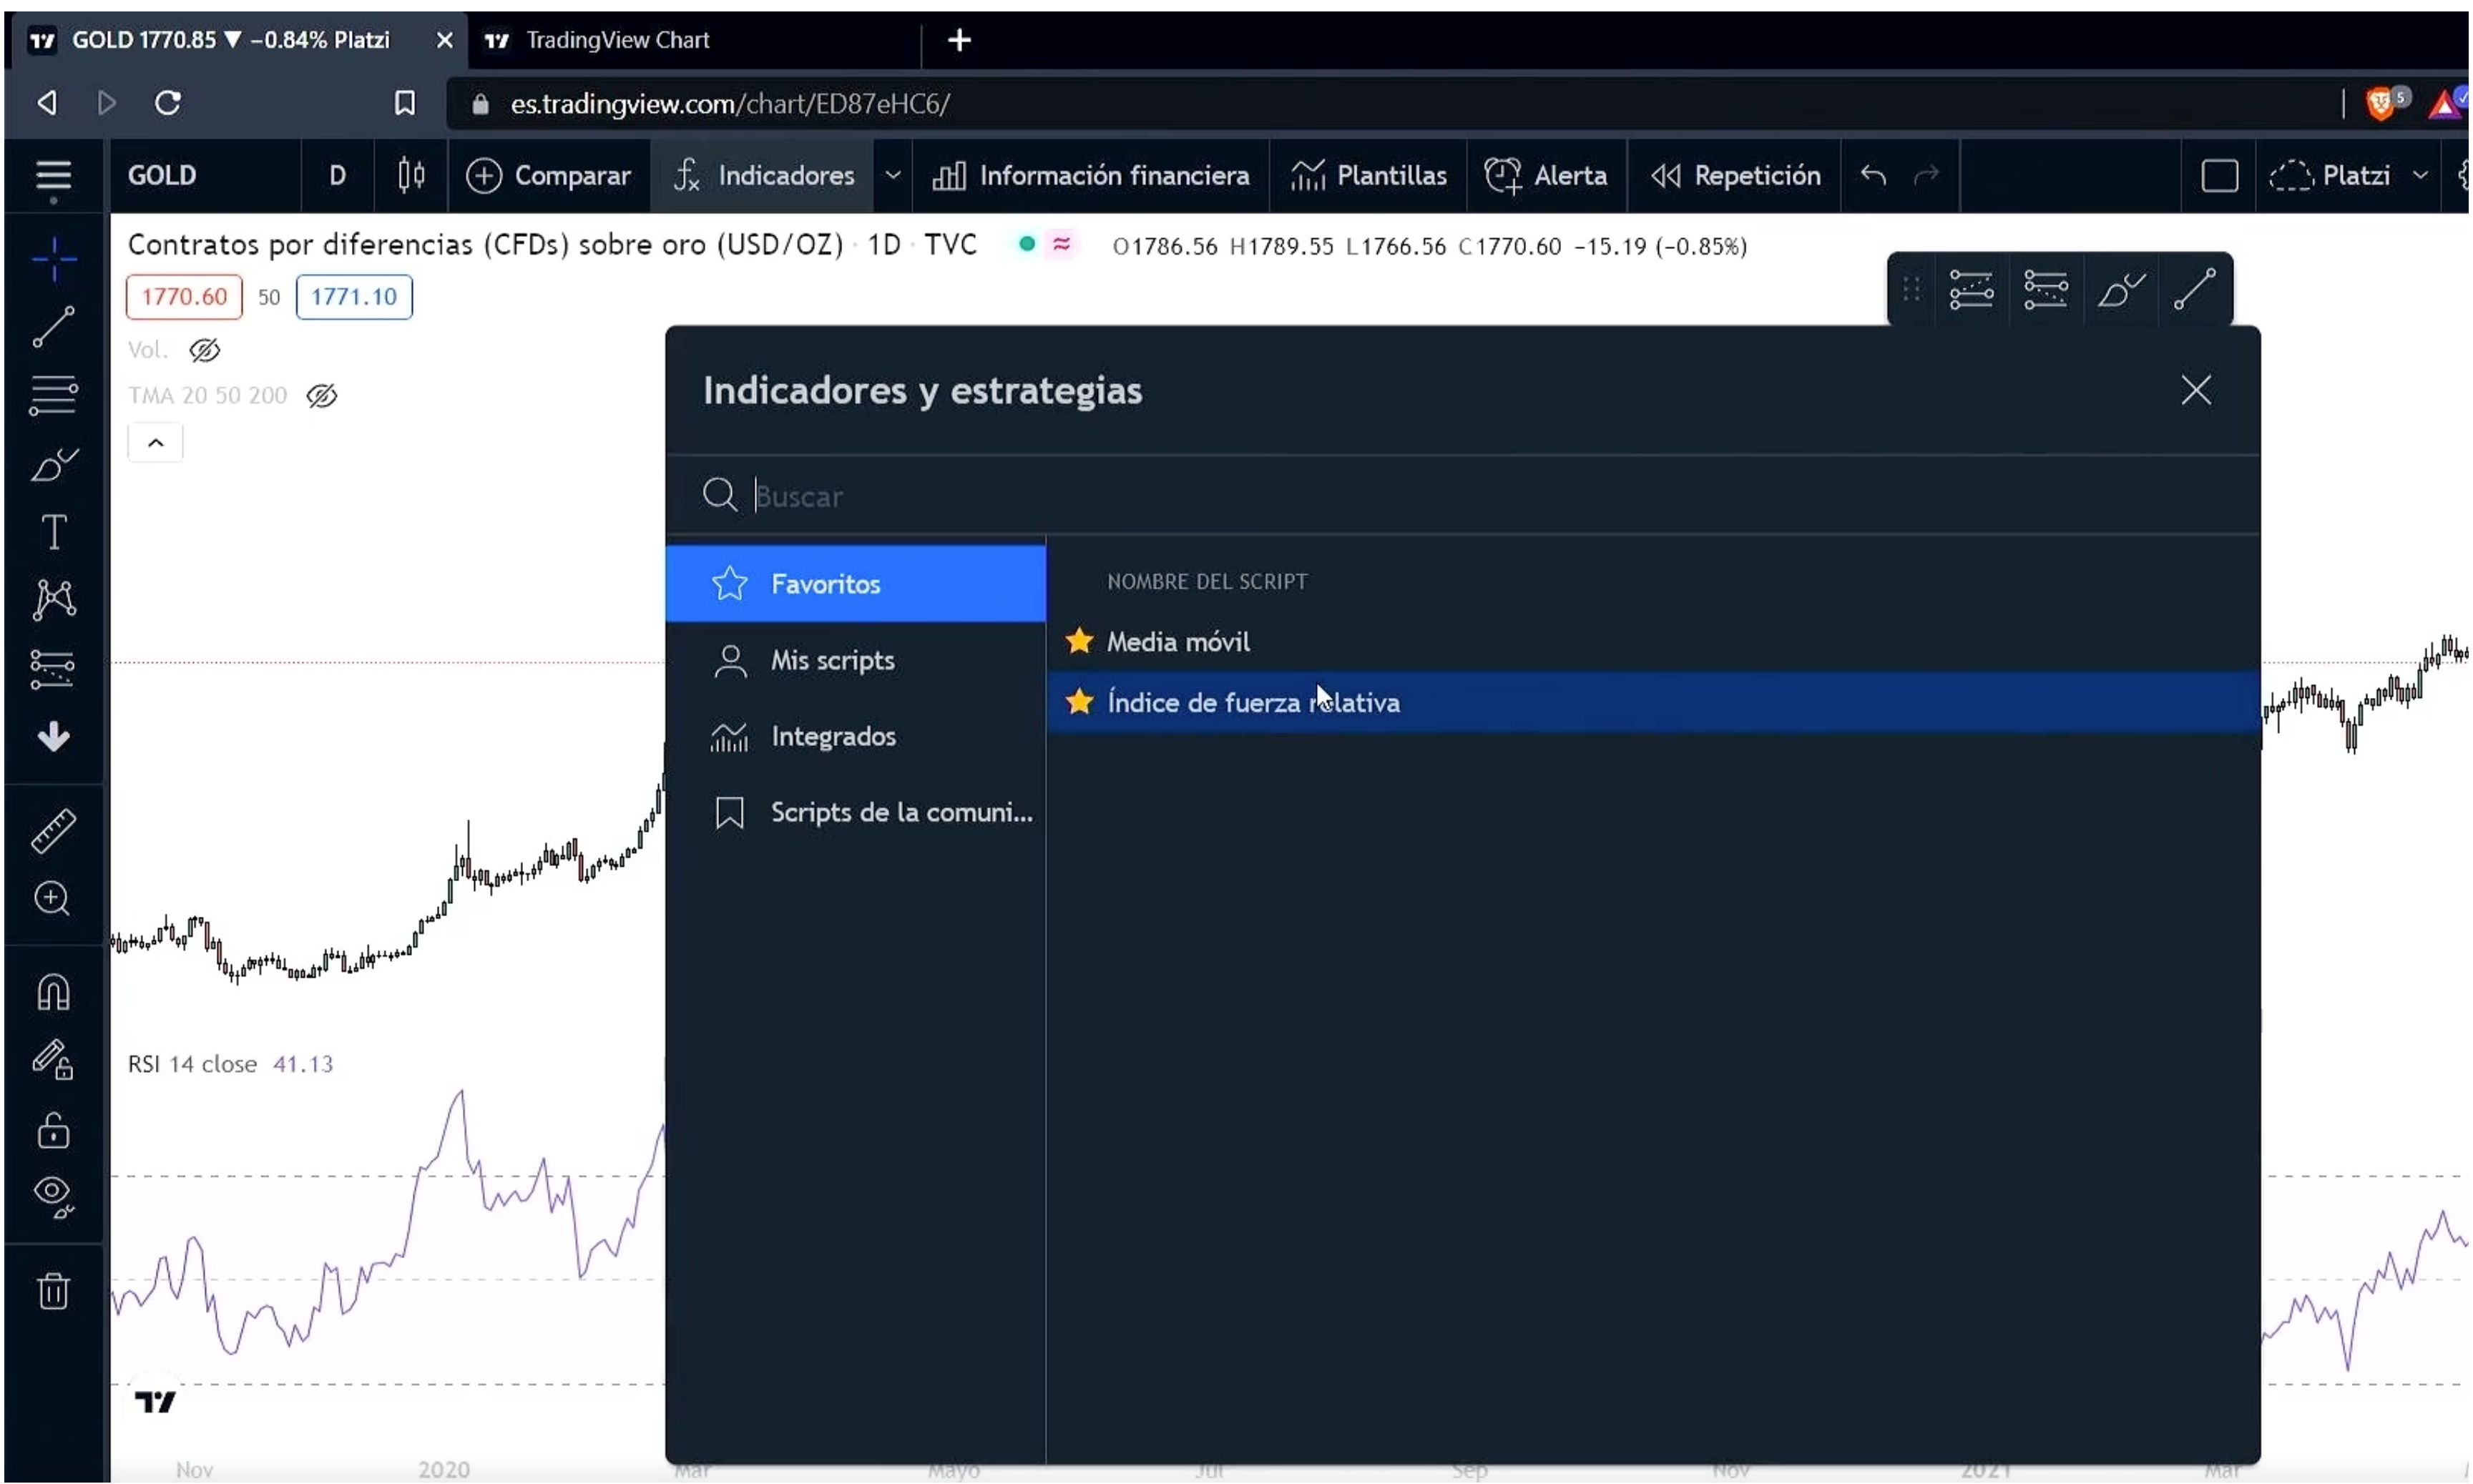 GOLD 1770.85 ▼ −0.84% Platzi
TradingView Chart
es.tradingview.com/chart/ED87eHC6/
5
GOLD D Comparar Indicadores Información financiera Plantillas Alerta Repetición Platzi
Contratos por diferencias (CFDs) sobre oro (USD/OZ) · 1D · TVC O1786.56 H1789.55 L1766.56 C1770.60 −15.19 (−0.85%)
1770.60 50 1771.10
Vol.
TMA 20 50 200
Indicadores y estrategias
Buscar
Favoritos
Mis scripts
Integrados
Scripts de la comuni...
NOMBRE DEL SCRIPT
Media móvil
Índice de fuerza relativa
RSI 14 close 41.13
Nov 2020 Mar Mayo Jul Sep Nov 2021 Mar